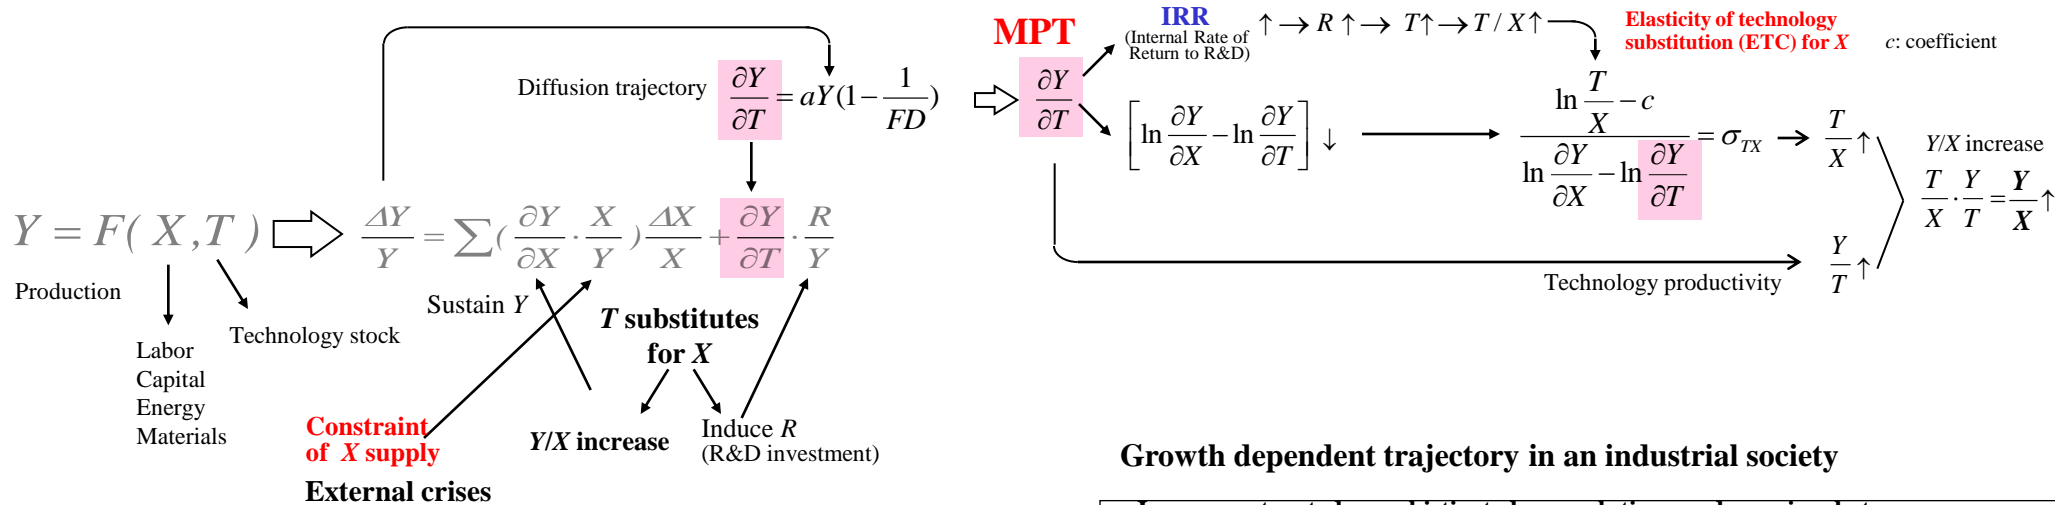 MPT
IRR
(Internal Rate of
Return to R&D)
↑ → R ↑ → T↑ → T / X ↑
Elasticity of technology
substitution (ETC) for X
c: coefficient
Diffusion trajectory
∂Y/∂T = aY(1 − 1/FD)
∂Y/∂T
[ln ∂Y/∂X − ln ∂Y/∂T] ↓
(ln T/X − c) / (ln ∂Y/∂X − ln ∂Y/∂T) = σTX
T/X ↑
Y/X increase
T/X · Y/T = Y/X ↑
Y/T ↑
Technology productivity
Y = F( X ,T )
ΔY/Y = ∑( ∂Y/∂X · X/Y ) ΔX/X + ∂Y/∂T · R/Y
Production
Technology stock
Labor
Capital
Energy
Materials
Sustain Y
T substitutes
for X
Constraint
of X supply
External crises
Y/X increase
Induce R
(R&D investment)
Growth dependent trajectory in an industrial society